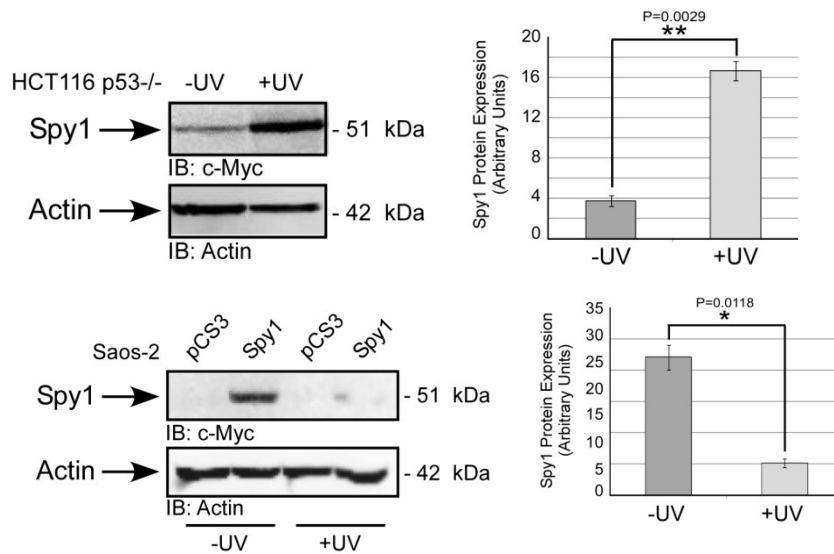 HCT116 p53-/- -UV +UV
Spy1 - 51 kDa
IB: c-Myc
Actin - 42 kDa
IB: Actin
P=0.0029
**
Spy1 Protein Expression
(Arbitrary Units)
20
16
12
8
4
0
-UV +UV
Saos-2 pCS3 Spy1 pCS3 Spy1
Spy1 - 51 kDa
IB: c-Myc
Actin - 42 kDa
IB: Actin
-UV +UV
P=0.0118
*
Spy1 Protein Expression
(Arbitrary Units)
35
30
25
20
15
10
5
0
-UV +UV